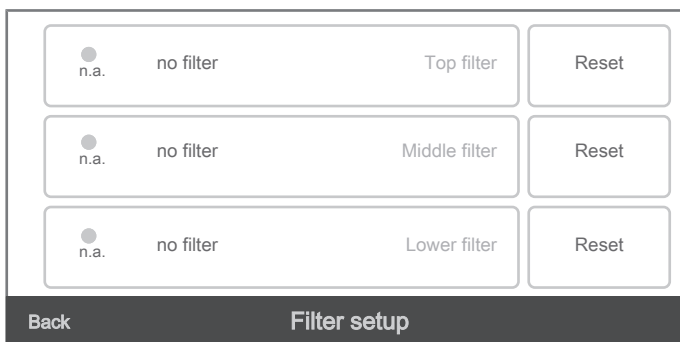 no filter Top filter Reset
n.a.
no filter Middle filter Reset
n.a.
no filter Lower filter Reset
n.a.
Back Filter setup